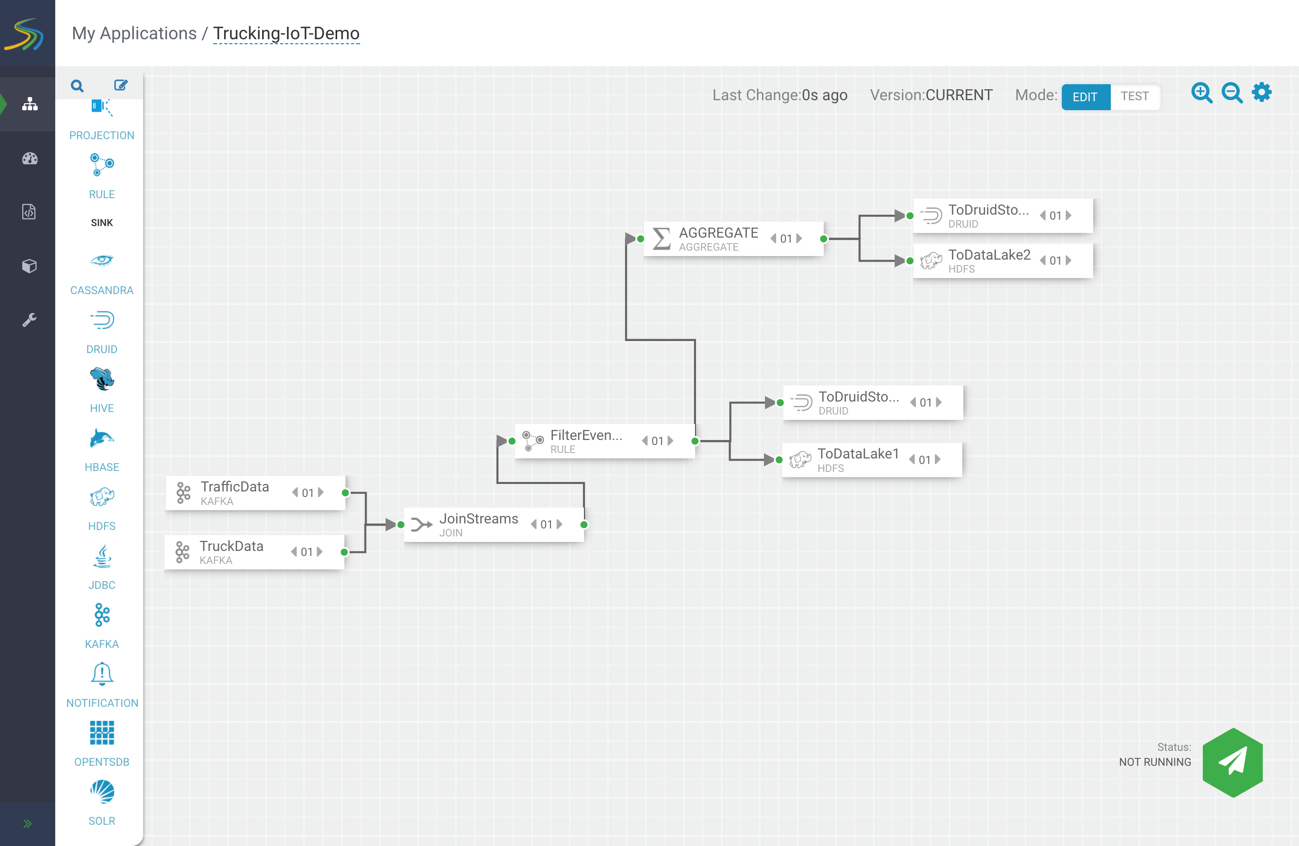 My Applications / Trucking-IoT-Demo
Last Change:0s ago Version:CURRENT Mode: EDIT TEST
PROJECTION
RULE
SINK
CASSANDRA
DRUID
HIVE
HBASE
HDFS
JDBC
KAFKA
NOTIFICATION
OPENTSDB
SOLR
TrafficData 01
KAFKA
TruckData 01
KAFKA
JoinStreams 01
JOIN
FilterEven... 01
RULE
AGGREGATE 01
AGGREGATE
ToDruidSto... 01
DRUID
ToDataLake2 01
HDFS
ToDruidSto... 01
DRUID
ToDataLake1 01
HDFS
Status:
NOT RUNNING